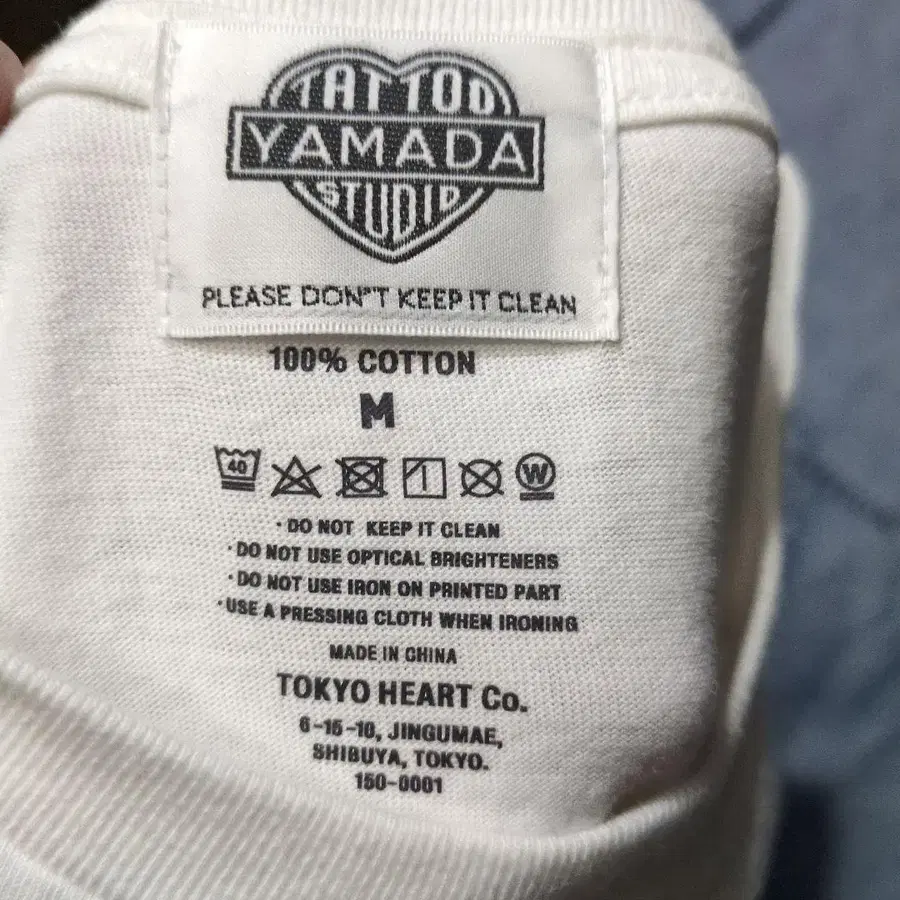 TATTOO
YAMADA
STUDIO
PLEASE DON'T KEEP IT CLEAN
100% COTTON
M
40
W
· DO NOT KEEP IT CLEAN
· DO NOT USE OPTICAL BRIGHTENERS
· DO NOT USE IRON ON PRINTED PART
· USE A PRESSING CLOTH WHEN IRONING
MADE IN CHINA
TOKYO HEART Co.
6-15-10, JINGUMAE,
SHIBUYA, TOKYO.
150-0001